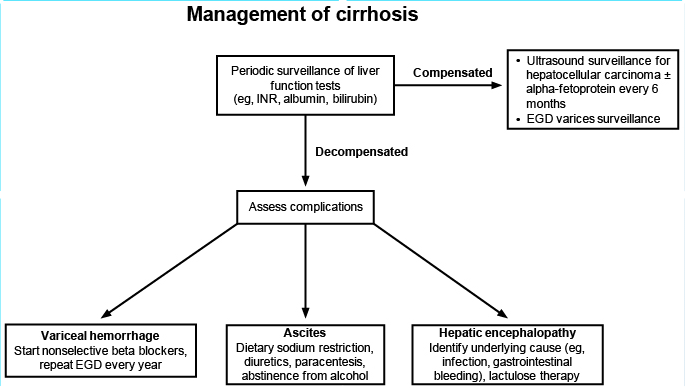 Management of cirrhosis
Periodic surveillance of liver
function tests
(eg, INR, albumin, bilirubin)
Compensated
• Ultrasound surveillance for
hepatocellular carcinoma ±
alpha-fetoprotein every 6
months
• EGD varices surveillance
Decompensated
Assess complications
Variceal hemorrhage
Start nonselective beta blockers,
repeat EGD every year
Ascites
Dietary sodium restriction,
diuretics, paracentesis,
abstinence from alcohol
Hepatic encephalopathy
Identify underlying cause (eg,
infection, gastrointestinal
bleeding), lactulose therapy